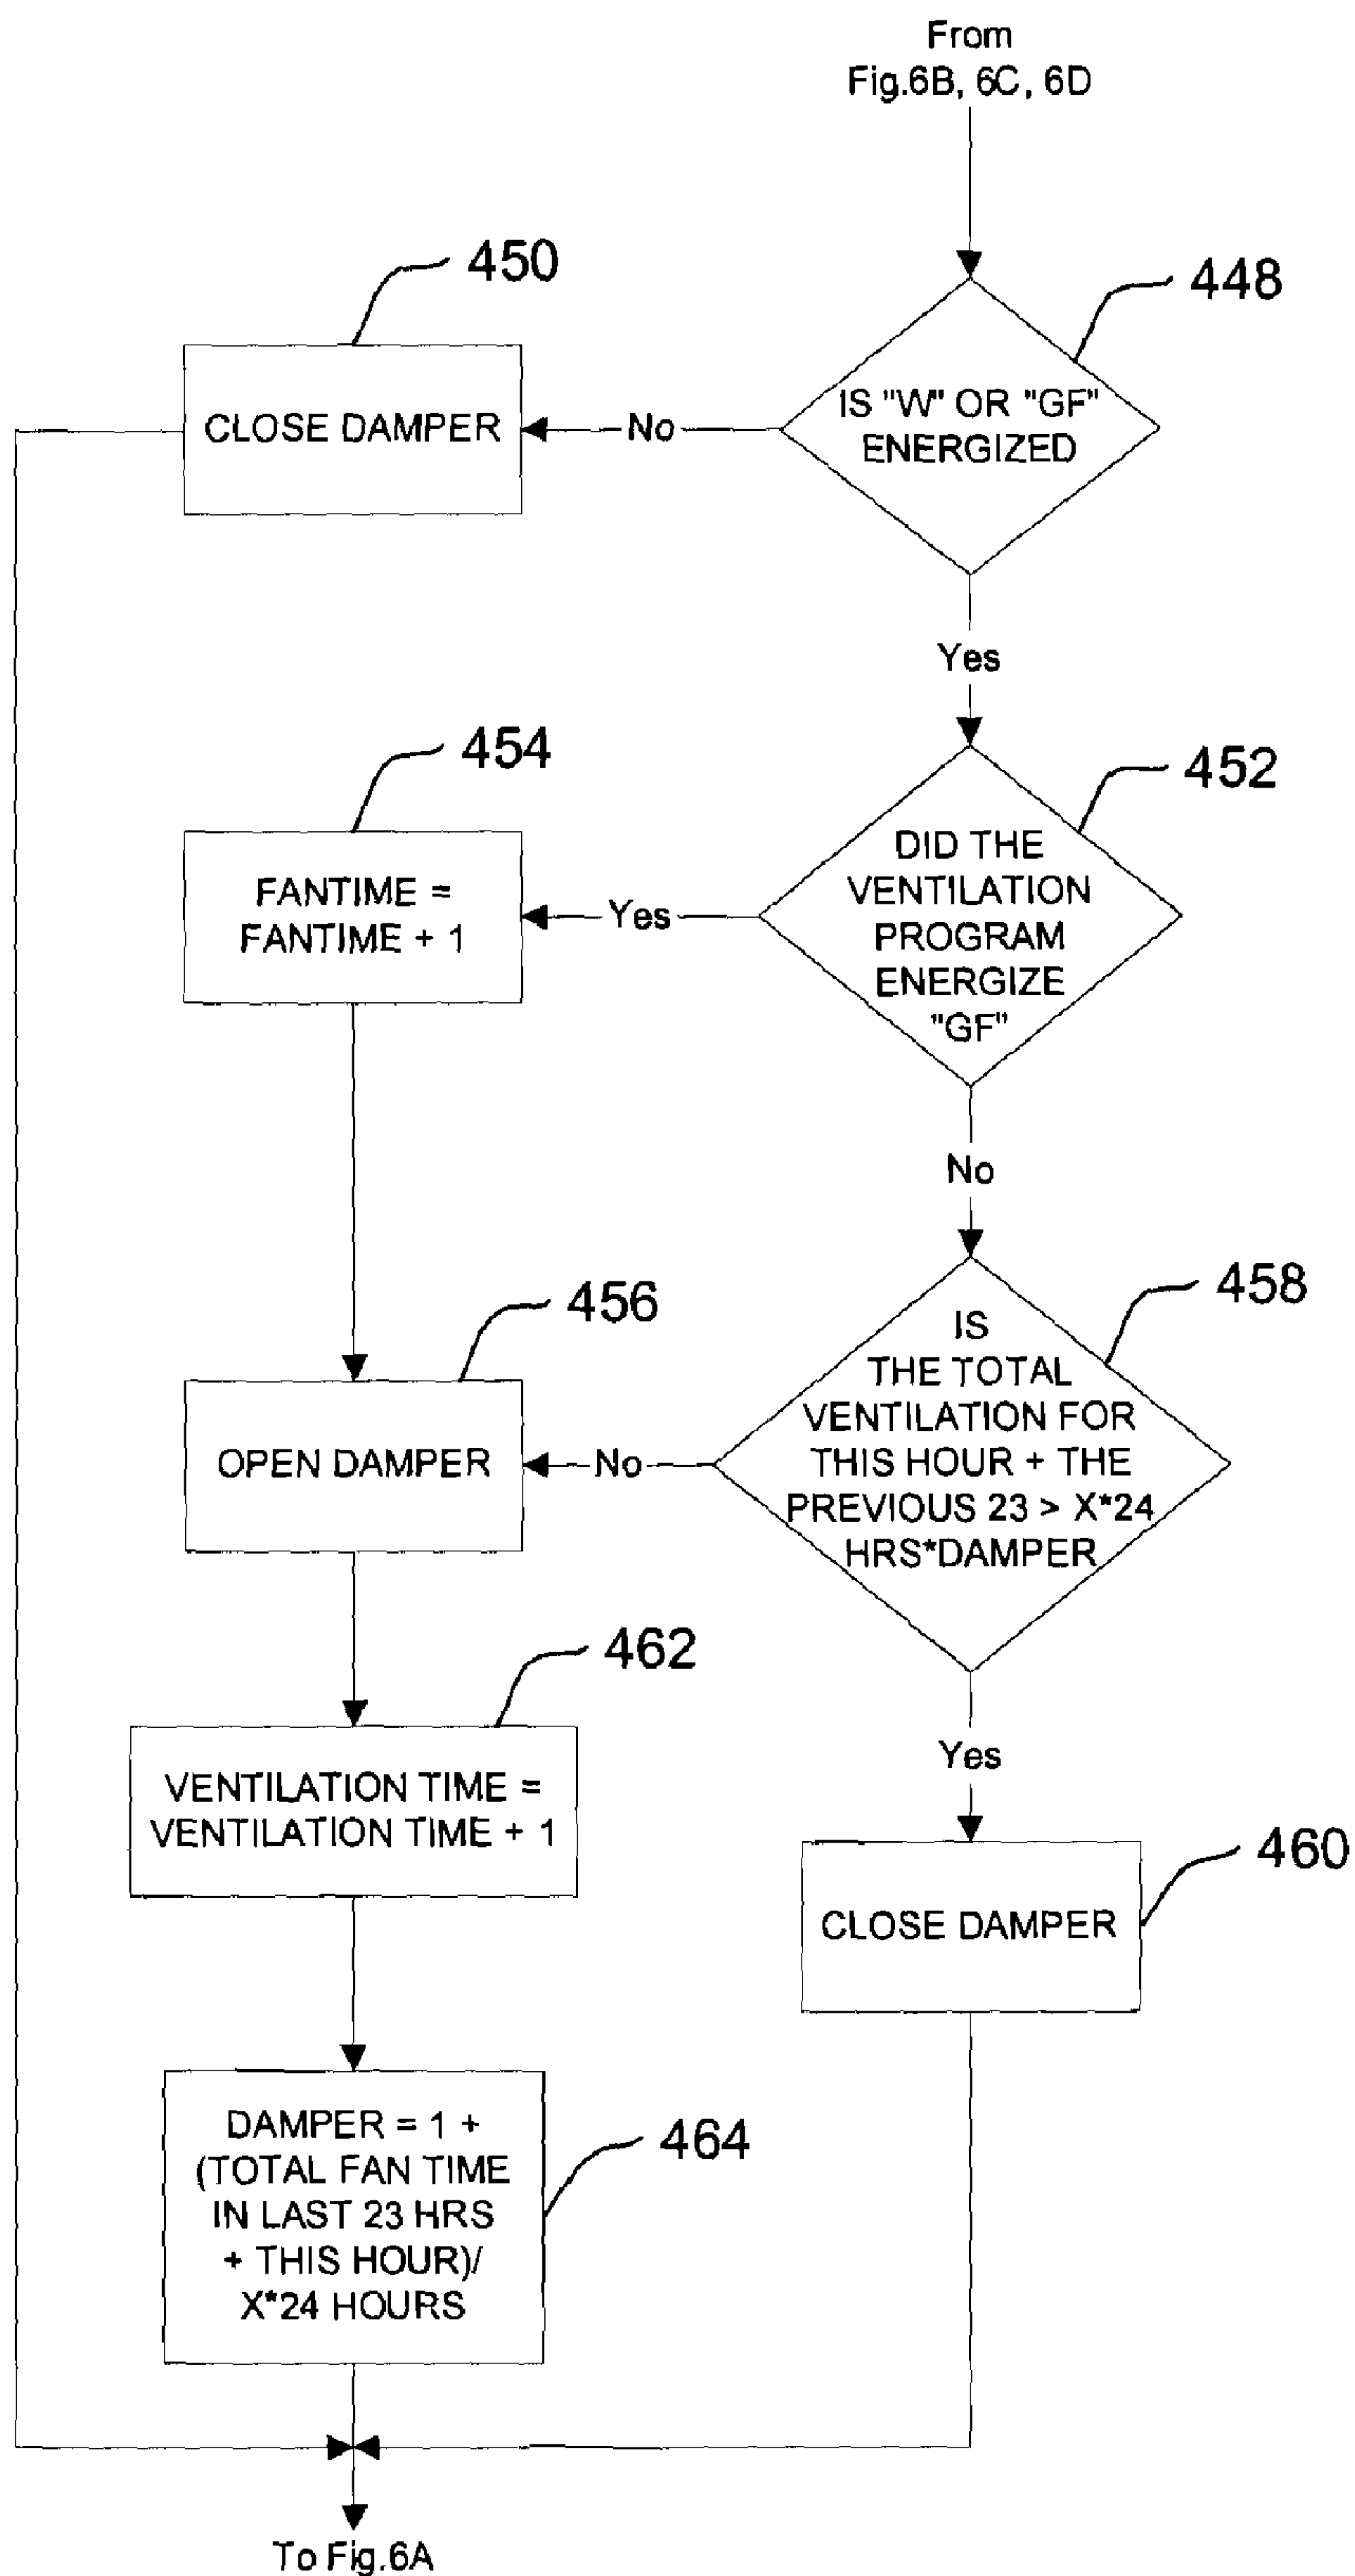 From
Fig.6B, 6C, 6D
450
448
CLOSE DAMPER
No
IS "W" OR "GF"
ENERGIZED
Yes
454
452
FANTIME =
FANTIME + 1
Yes
DID THE
VENTILATION
PROGRAM
ENERGIZE
"GF"
No
456
458
OPEN DAMPER
No
IS
THE TOTAL
VENTILATION FOR
THIS HOUR + THE
PREVIOUS 23 > X*24
HRS*DAMPER
462
Yes
VENTILATION TIME =
VENTILATION TIME + 1
460
CLOSE DAMPER
464
DAMPER = 1 +
(TOTAL FAN TIME
IN LAST 23 HRS
+ THIS HOUR)/
X*24 HOURS
To Fig.6A